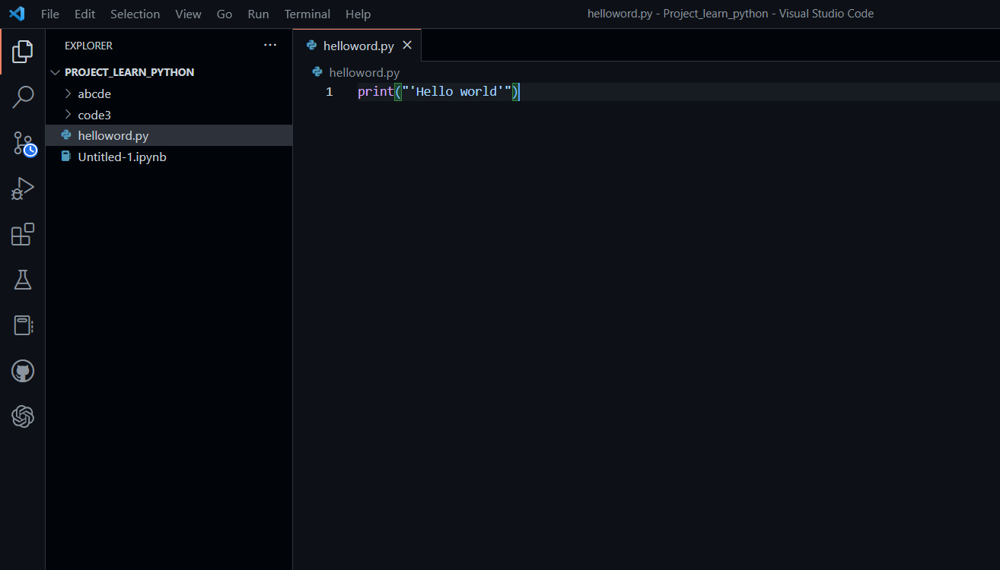 File Edit Selection View Go Run Terminal Help helloword.py - Project_learn_python - Visual Studio Code
EXPLORER ···
PROJECT_LEARN_PYTHON
abcde
code3
helloword.py
Untitled-1.ipynb
helloword.py
helloword.py
1 print("'Hello world'")